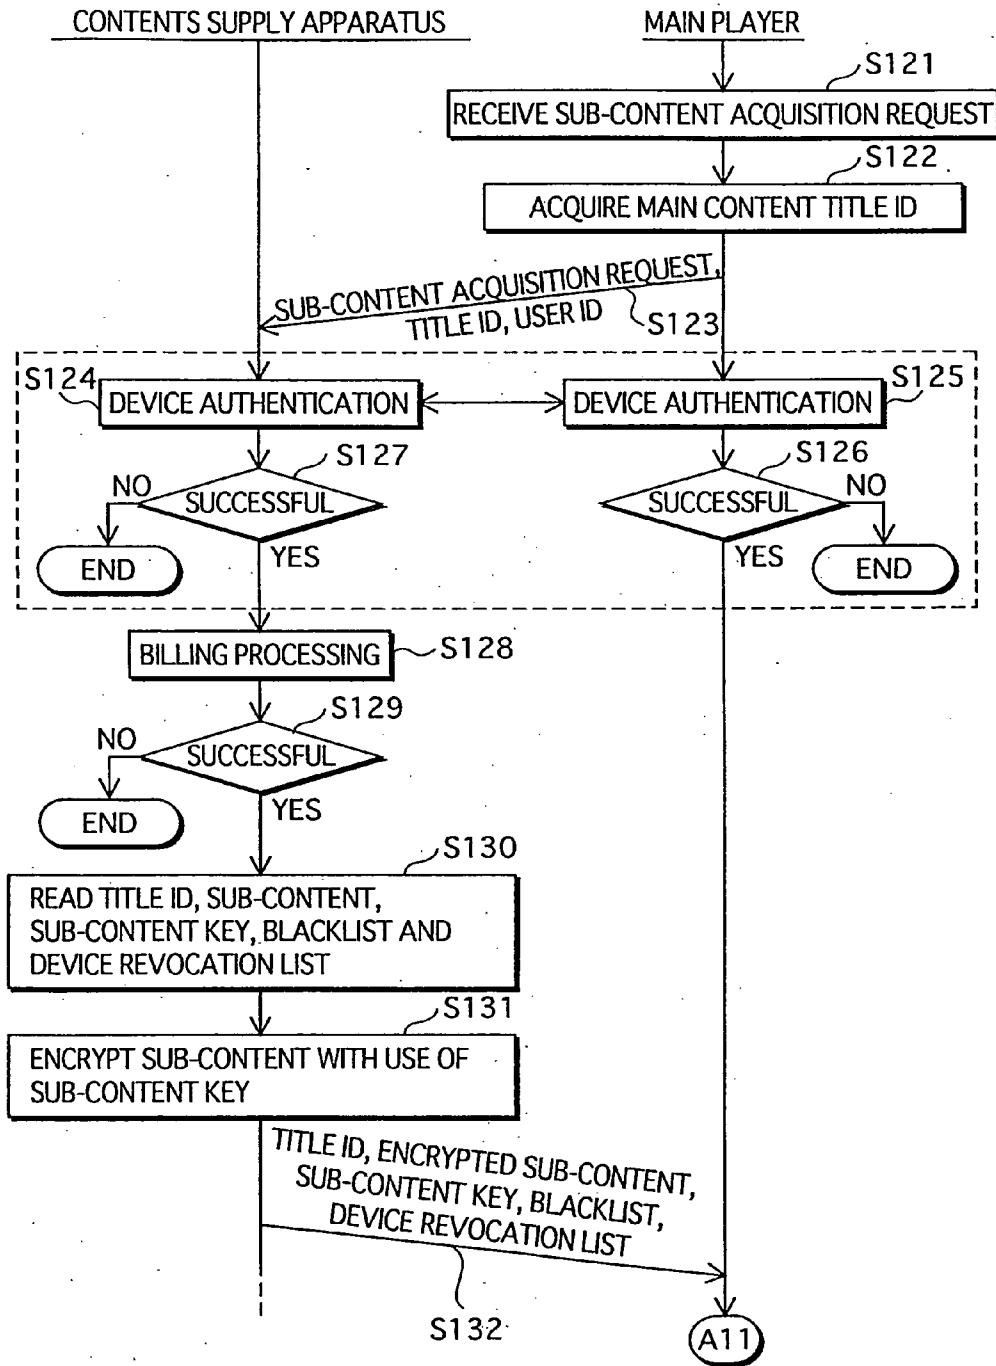 CONTENTS SUPPLY APPARATUS
MAIN PLAYER
S121
RECEIVE SUB-CONTENT ACQUISITION REQUEST
S122
ACQUIRE MAIN CONTENT TITLE ID
SUB-CONTENT ACQUISITION REQUEST,
TITLE ID, USER ID
S123
S124
DEVICE AUTHENTICATION
S125
DEVICE AUTHENTICATION
S127
NO
SUCCESSFUL
YES
END
S126
SUCCESSFUL
NO
YES
END
BILLING PROCESSING
S128
S129
NO
SUCCESSFUL
YES
END
S130
READ TITLE ID, SUB-CONTENT,
SUB-CONTENT KEY, BLACKLIST AND
DEVICE REVOCATION LIST
S131
ENCRYPT SUB-CONTENT WITH USE OF
SUB-CONTENT KEY
TITLE ID, ENCRYPTED SUB-CONTENT,
SUB-CONTENT KEY, BLACKLIST,
DEVICE REVOCATION LIST
S132
A11